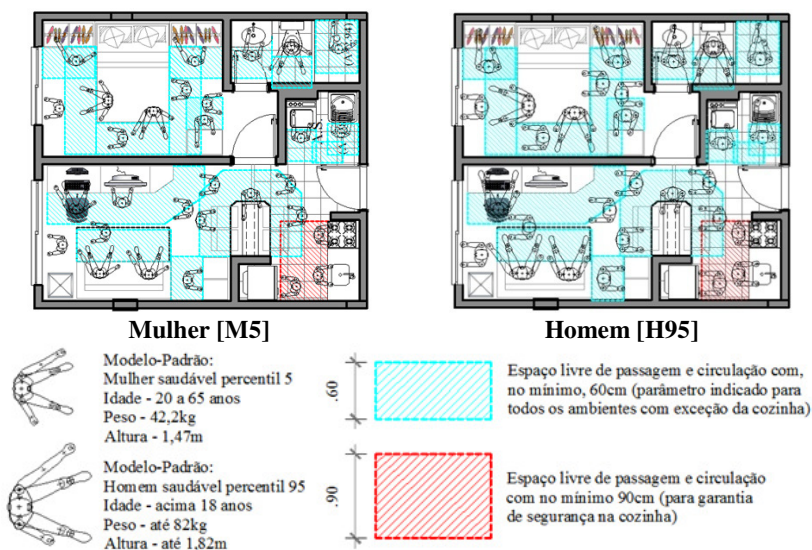 Mulher [M5]
Homem [H95]
Modelo-Padrão:
Mulher saudável percentil 5
Idade - 20 a 65 anos
Peso - 42,2kg
Altura - 1,47m
.60
Espaço livre de passagem e circulação com,
no mínimo, 60cm (parâmetro indicado para
todos os ambientes com exceção da cozinha)
Modelo-Padrão:
Homem saudável percentil 95
Idade - acima 18 anos
Peso - até 82kg
Altura - até 1,82m
.90
Espaço livre de passagem e circulação
com no mínimo 90cm (para garantia
de segurança na cozinha)